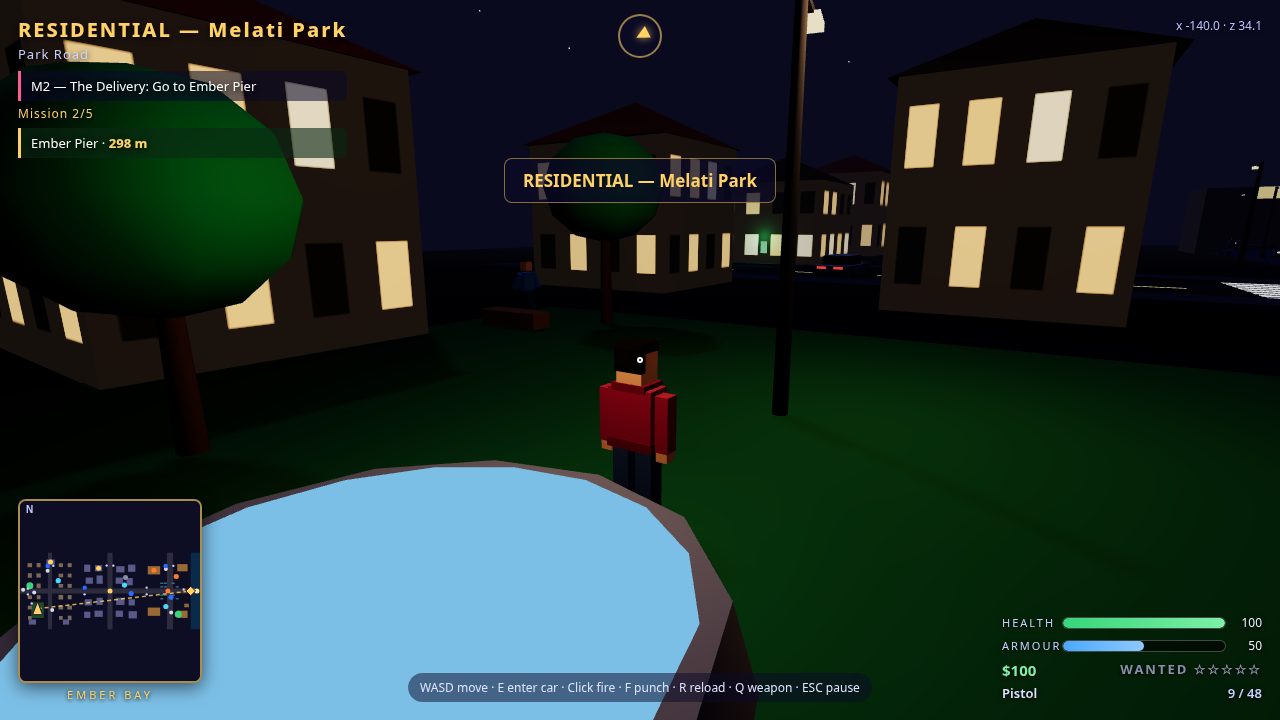 RESIDENTIAL — Melati Park
Park Road
M2 — The Delivery: Go to Ember Pier
Mission 2/5
Ember Pier · 298 m
x -140.0 · z 34.1
RESIDENTIAL — Melati Park
N
EMBER BAY
WASD move · E enter car · Click fire · F punch · R reload · Q weapon · ESC pause
HEALTH 100
ARMOUR 50
$100 WANTED ☆☆☆☆☆
Pistol 9 / 48